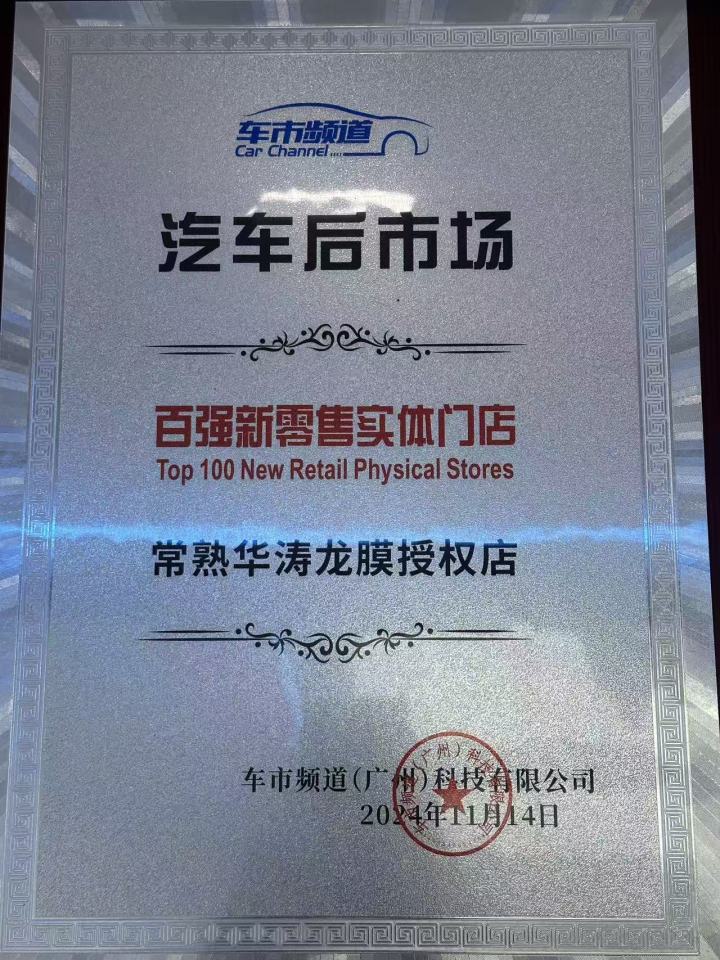 车市频道
Car Channel
汽车后市场
百强新零售实体门店
Top 100 New Retail Physical Stores
常熟华涛龙膜授权店
车市频道(广州)科技有限公司
2024年11月14日